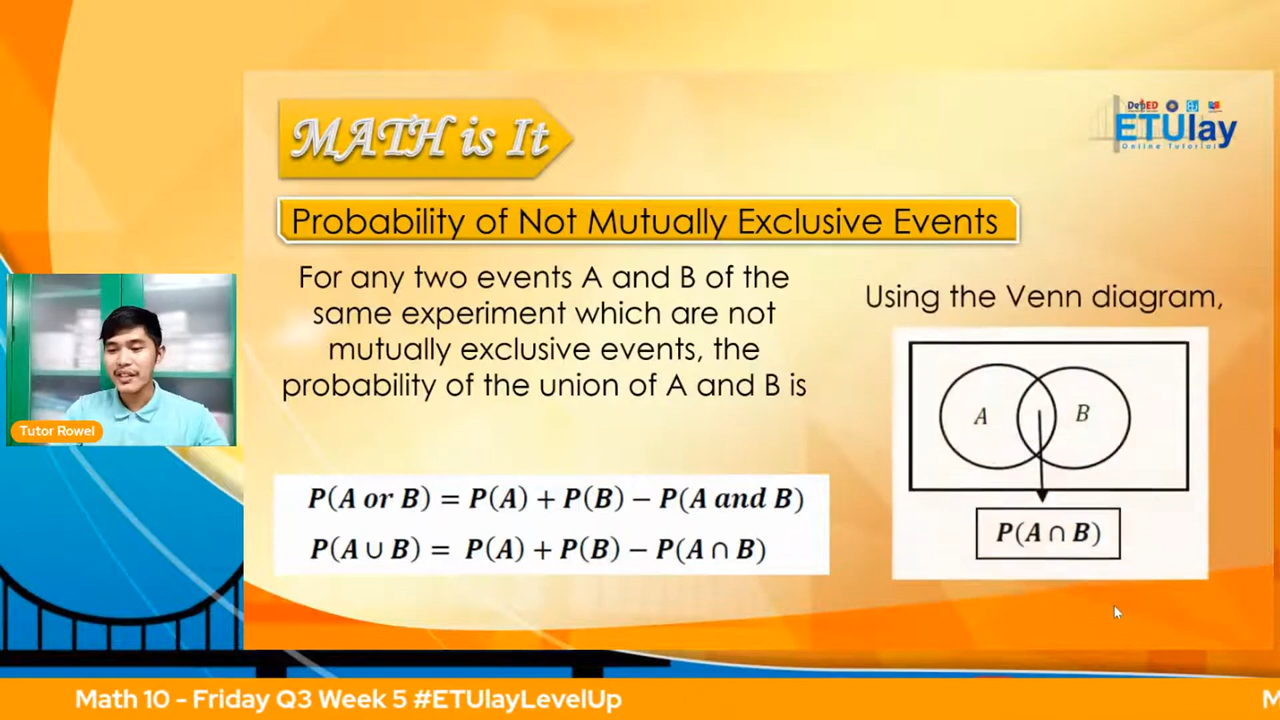 MATH is It
DepED
ETUlay
Online Tutorial
Probability of Not Mutually Exclusive Events
For any two events A and B of the
same experiment which are not
mutually exclusive events, the
probability of the union of A and B is
Using the Venn diagram,
A
B
P(A ∩ B)
P(A or B) = P(A) + P(B) − P(A and B)
P(A ∪ B) = P(A) + P(B) − P(A ∩ B)
Tutor Rowel
Math 10 - Friday Q3 Week 5 #ETUlayLevelUp
M